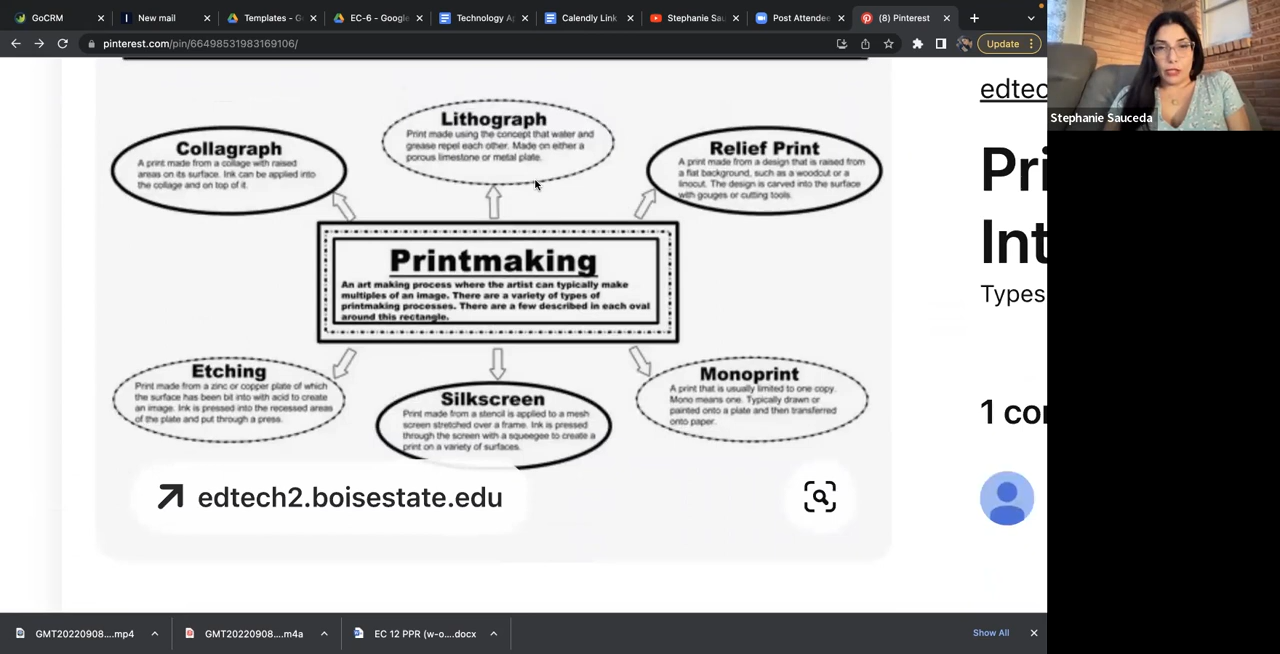 GoCRM
New mail
Templates - G
EC-6 - Google
Technology A
Calendly Link
Stephanie Sau
Post Attende
(8) Pinterest
pinterest.com/pin/66498531983169106/
Update
Stephanie Sauceda
edtec
Pri
Int
Types
1 co
Lithograph
Print made using the concept that water and
grease repel each other. Made on either a
porous limestone or metal plate.
Collagraph
A print made from a collage with raised
areas on its surface. Ink can be applied into
the collage and on top of it.
Relief Print
A print made from a design that is raised from
a flat background, such as a woodcut or a
linocut. The design is carved into the surface
with gouges or cutting tools.
Printmaking
An art making process where the artist can typically make
multiples of an image. There are a variety of types of
printmaking processes. There are a few described in each oval
around this rectangle.
Etching
Print made from a zinc or copper plate of which
the surface has been bit into with acid to create
an image. Ink is pressed into the recessed areas
of the plate and put through a press.
Silkscreen
Print made from a stencil is applied to a mesh
screen stretched over a frame. Ink is pressed
through the screen with a squeegee to create a
print on a variety of surfaces.
Monoprint
A print that is usually limited to one copy.
Mono means one. Typically drawn or
painted onto a plate and then transferred
onto paper.
edtech2.boisestate.edu
GMT20220908....mp4
GMT20220908....m4a
EC 12 PPR (w-o....docx
Show All